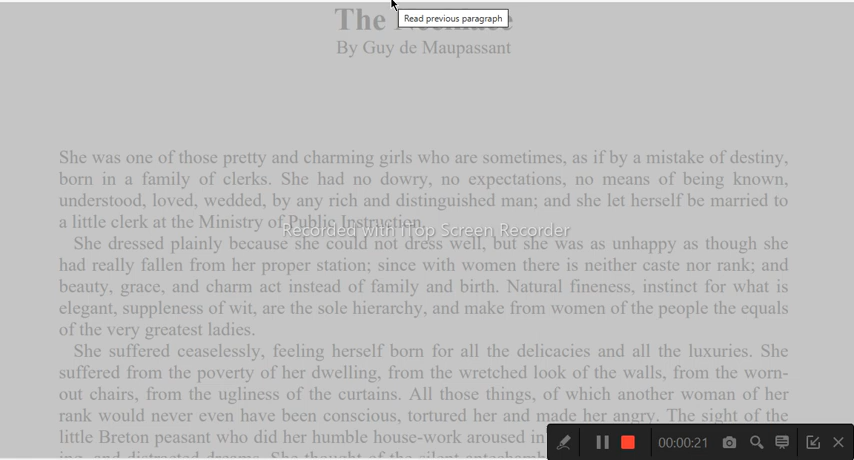 The Necklace
Read previous paragraph
By Guy de Maupassant
She was one of those pretty and charming girls who are sometimes, as if by a mistake of destiny,
born in a family of clerks. She had no dowry, no expectations, no means of being known,
understood, loved, wedded, by any rich and distinguished man; and she let herself be married to
a little clerk at the Ministry of Public Instruction.
Recorded with iTop Screen Recorder
She dressed plainly because she could not dress well, but she was as unhappy as though she
had really fallen from her proper station; since with women there is neither caste nor rank; and
beauty, grace, and charm act instead of family and birth. Natural fineness, instinct for what is
elegant, suppleness of wit, are the sole hierarchy, and make from women of the people the equals
of the very greatest ladies.
She suffered ceaselessly, feeling herself born for all the delicacies and all the luxuries. She
suffered from the poverty of her dwelling, from the wretched look of the walls, from the worn-
out chairs, from the ugliness of the curtains. All those things, of which another woman of her
rank would never even have been conscious, tortured her and made her angry. The sight of the
little Breton peasant who did her humble house-work aroused in
00:00:21
ing, and distracted dreams. She thought of the silent